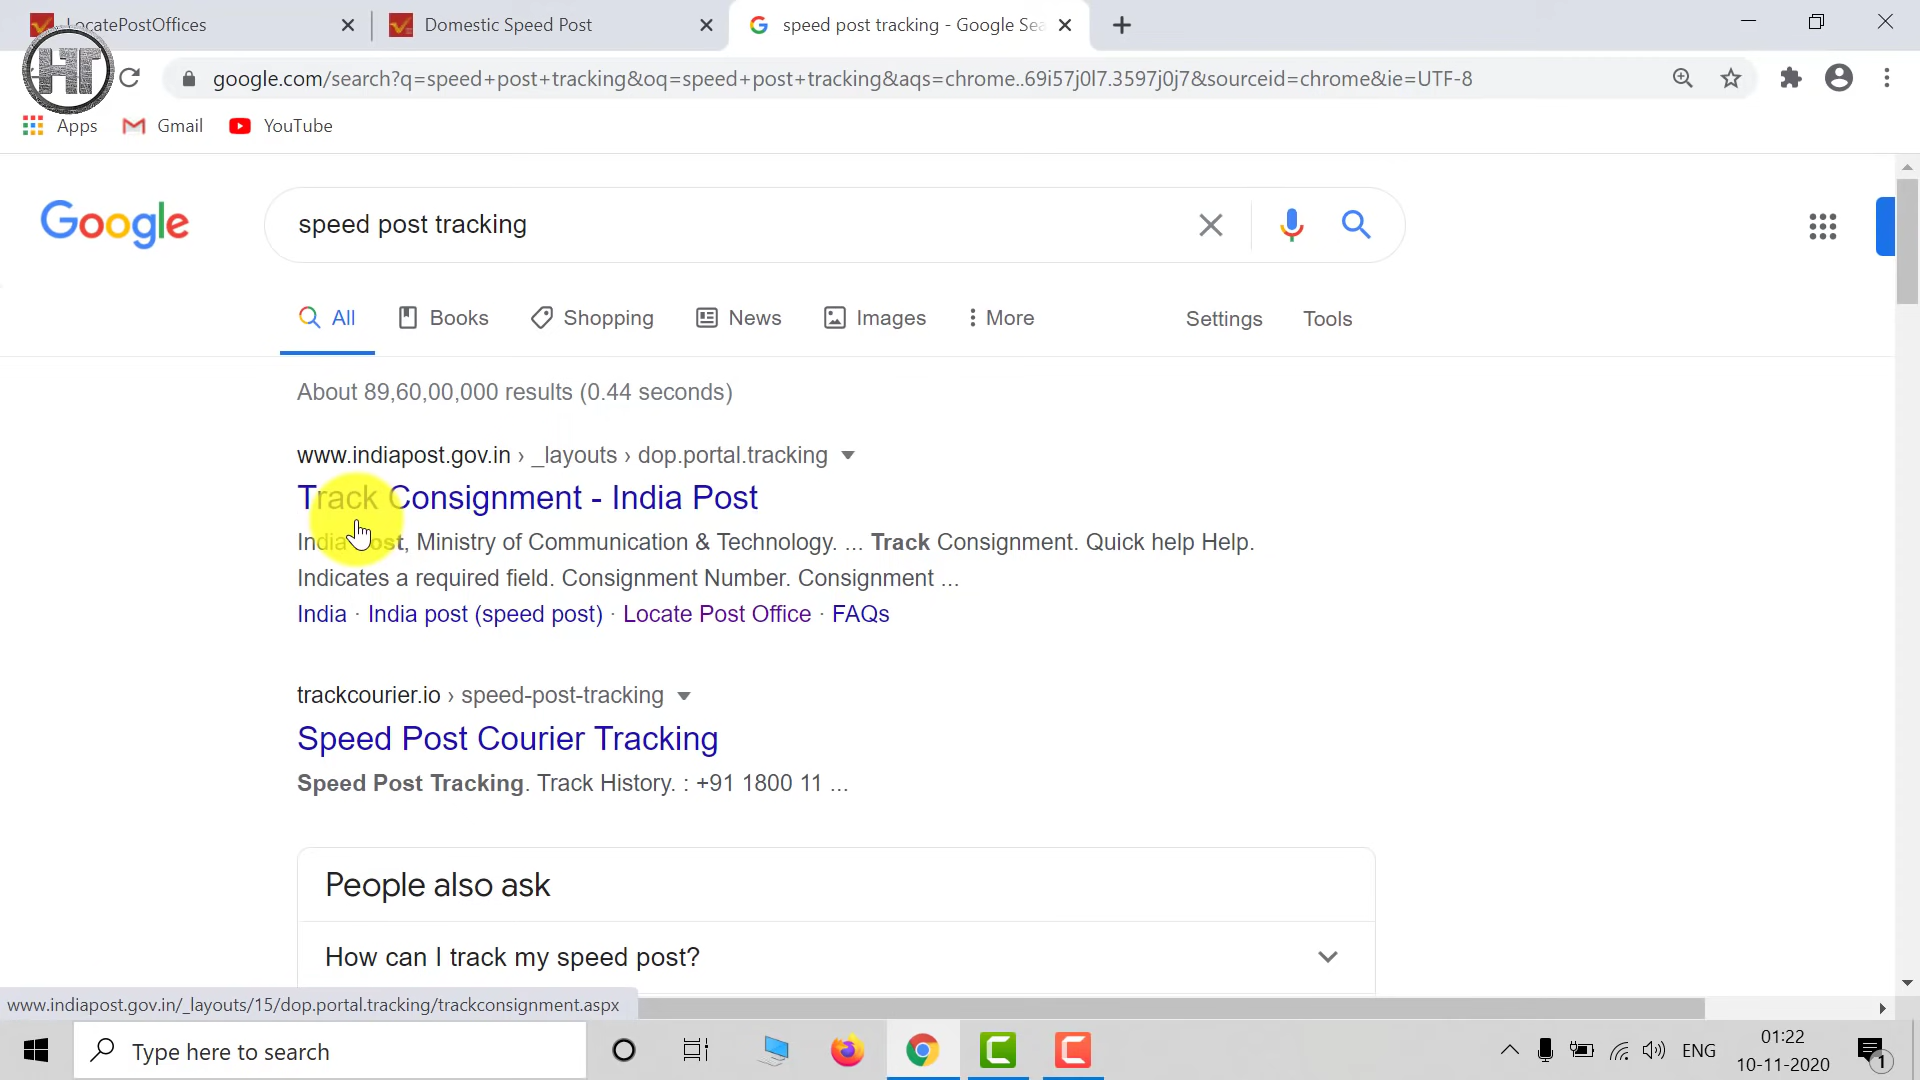 LocatePostOffices
Domestic Speed Post
speed post tracking - Google Sea
HT
google.com/search?q=speed+post+tracking&oq=speed+post+tracking&aqs=chrome..69i57j0l7.3597j0j7&sourceid=chrome&ie=UTF-8
Apps Gmail YouTube
Google
speed post tracking
All Books Shopping News Images More Settings Tools
About 89,60,00,000 results (0.44 seconds)
www.indiapost.gov.in › _layouts › dop.portal.tracking
Track Consignment - India Post
India Post, Ministry of Communication & Technology. ... Track Consignment. Quick help Help.
Indicates a required field. Consignment Number. Consignment ...
India · India post (speed post) · Locate Post Office · FAQs
trackcourier.io › speed-post-tracking
Speed Post Courier Tracking
Speed Post Tracking. Track History. : +91 1800 11 ...
People also ask
How can I track my speed post?
www.indiapost.gov.in/_layouts/15/dop.portal.tracking/trackconsignment.aspx
Type here to search
ENG
01:22
10-11-2020
1